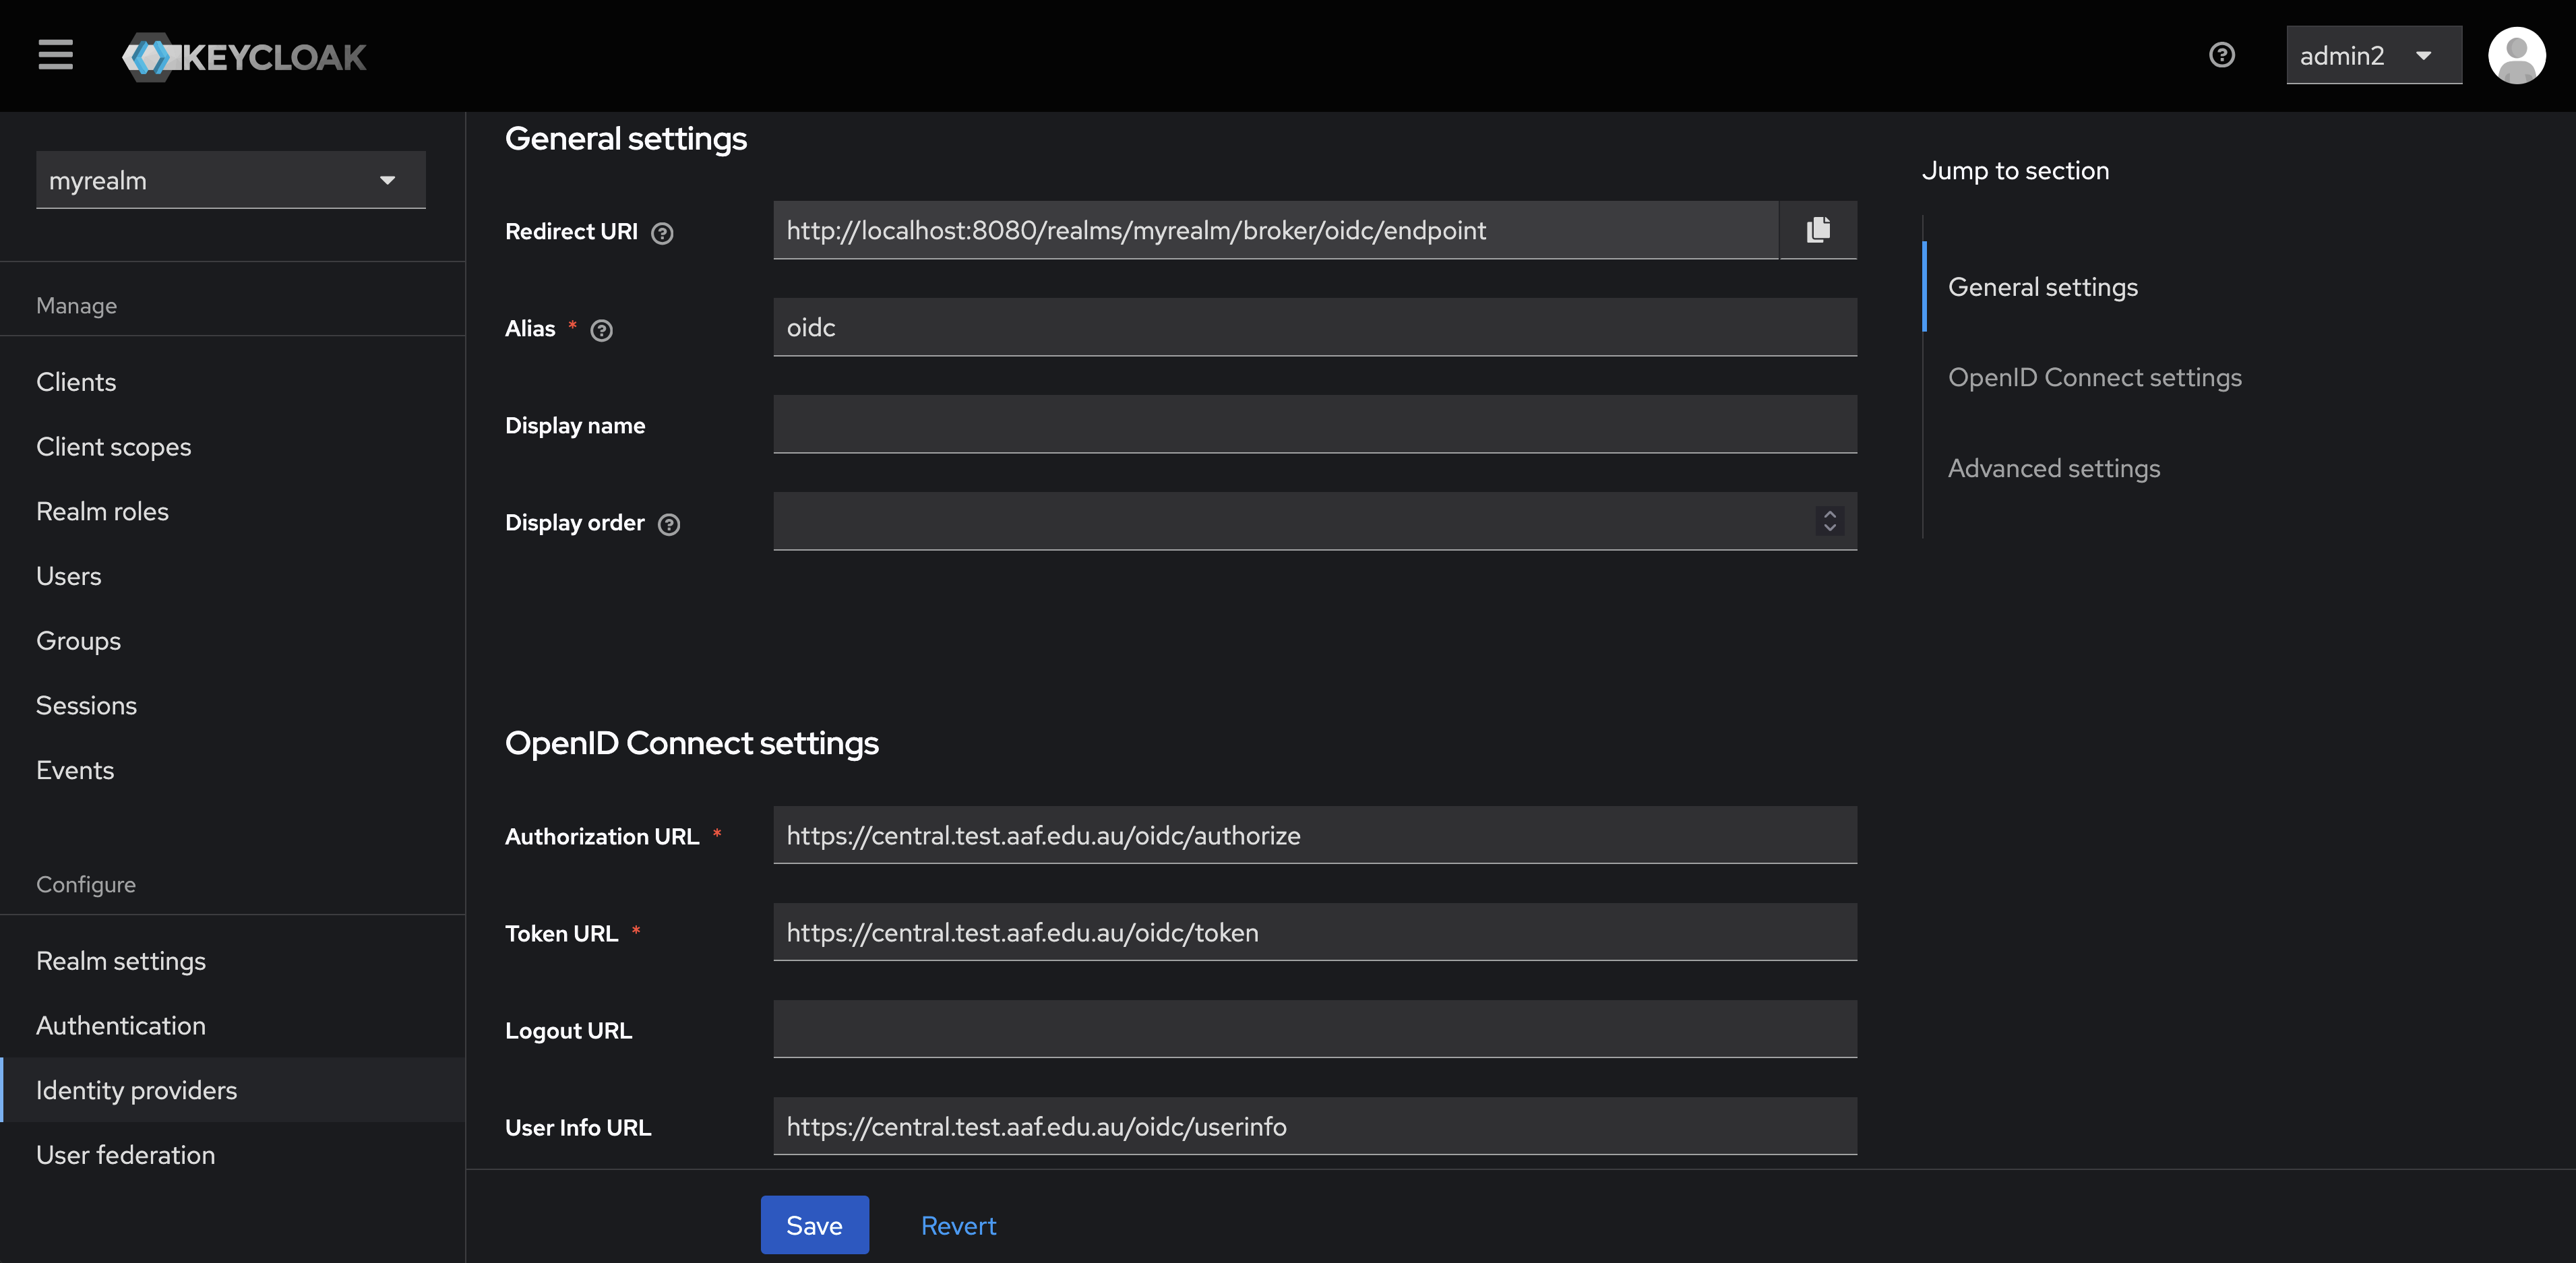 KEYCLOAK
admin2
myrealm
Manage
Clients
Client scopes
Realm roles
Users
Groups
Sessions
Events
Configure
Realm settings
Authentication
Identity providers
User federation
General settings
Redirect URI
http://localhost:8080/realms/myrealm/broker/oidc/endpoint
Alias *
oidc
Display name
Display order
OpenID Connect settings
Authorization URL *
https://central.test.aaf.edu.au/oidc/authorize
Token URL *
https://central.test.aaf.edu.au/oidc/token
Logout URL
User Info URL
https://central.test.aaf.edu.au/oidc/userinfo
Save
Revert
Jump to section
General settings
OpenID Connect settings
Advanced settings